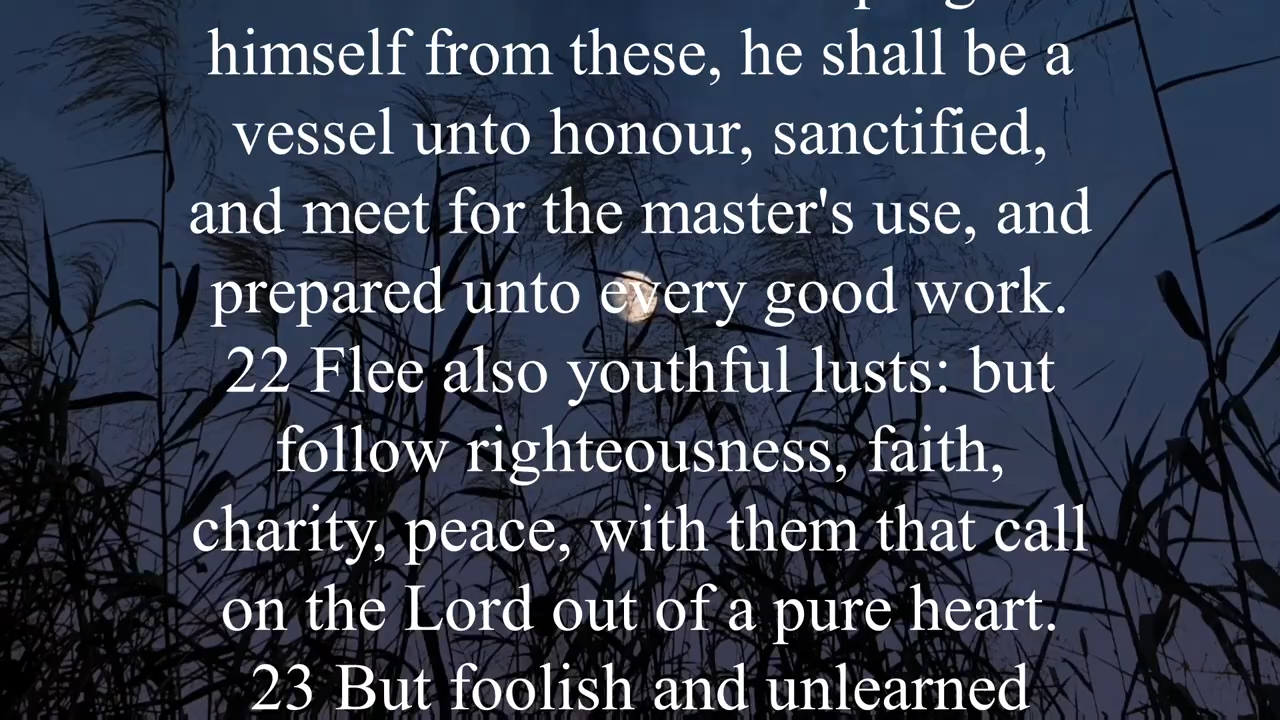 himself from these, he shall be a
vessel unto honour, sanctified,
and meet for the master's use, and
prepared unto every good work.
22 Flee also youthful lusts: but
follow righteousness, faith,
charity, peace, with them that call
on the Lord out of a pure heart.
23 But foolish and unlearned